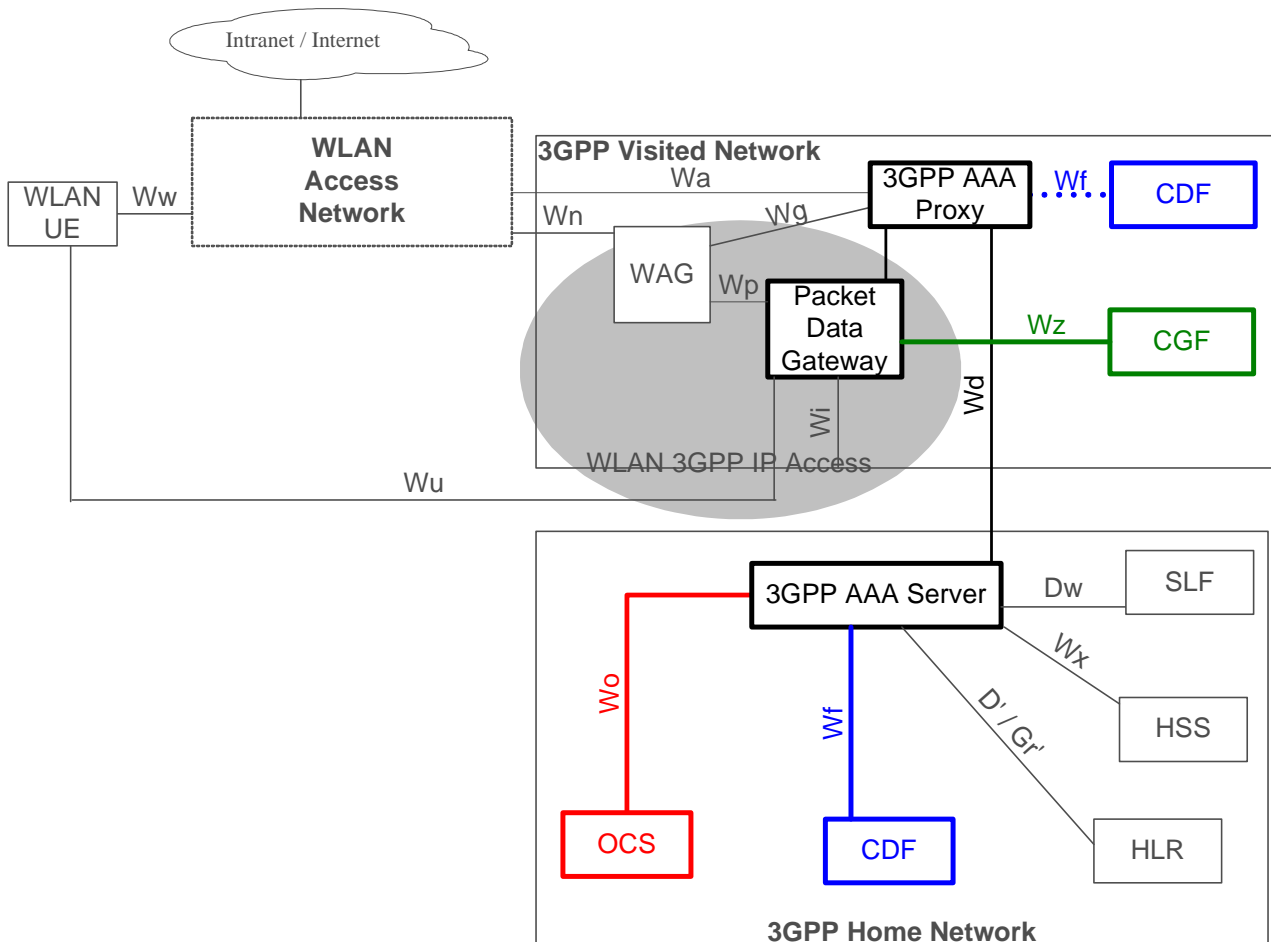 Intranet / Internet
WLAN
Access
Network
3GPP Visited Network
WLAN
UE
Ww
Wa
Wn
Wg
3GPP AAA
Proxy
Wf
CDF
WAG
Wp
Packet
Data
Gateway
Wz
CGF
Wd
Wi
WLAN 3GPP IP Access
Wu
3GPP AAA Server
Dw
SLF
Wx
HSS
Wo
Wf
D' / Gr'
OCS
CDF
HLR
3GPP Home Network